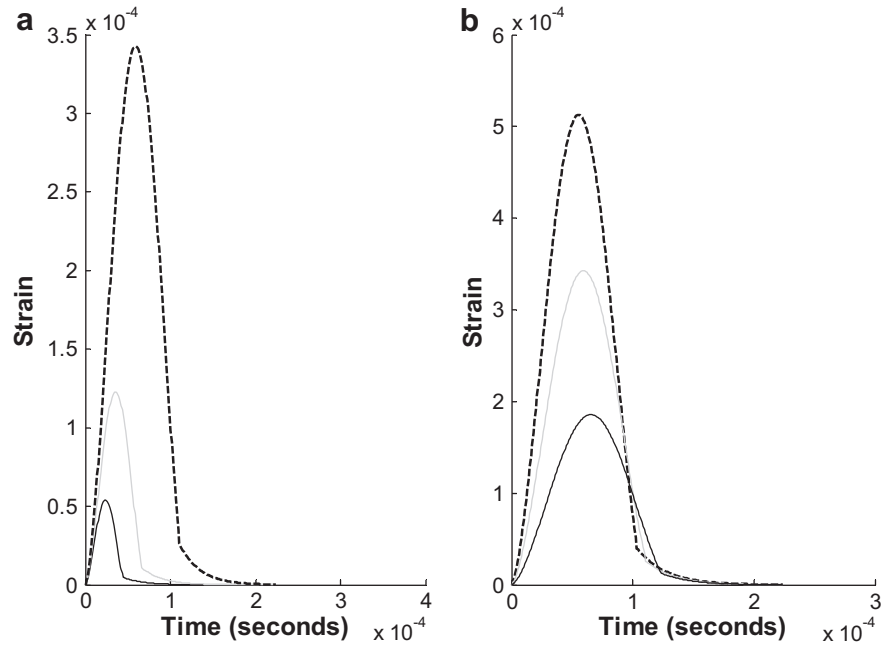 a
x 10⁻⁴
3.5
3
2.5
2
1.5
1
0.5
0
Strain
0 1 2 3 4
Time (seconds)
x 10⁻⁴
b
x 10⁻⁴
6
5
4
3
2
1
0
Strain
0 1 2 3
Time (seconds)
x 10⁻⁴